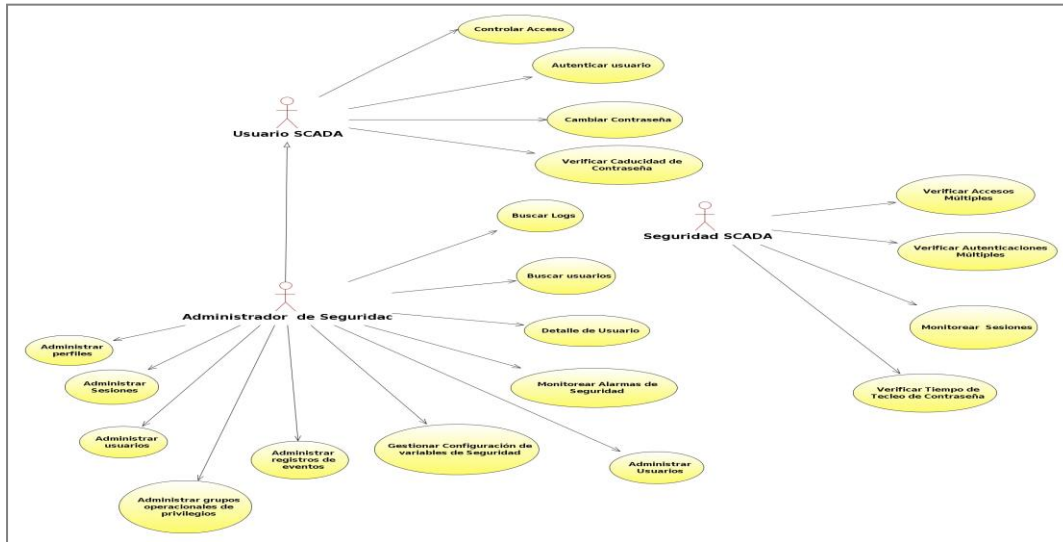 Controlar Acceso
Autenticar usuario
Usuario SCADA
Cambiar Contraseña
Verificar Caducidad de
Contraseña
Verificar Accesos
Múltiples
Seguridad SCADA
Verificar Autenticaciones
Múltiples
Monitorear Sesiones
Verificar Tiempo de
Tecleo de Contraseña
Buscar Logs
Buscar usuarios
Administrador de Seguridad
Detalle de Usuario
Monitorear Alarmas de
Seguridad
Administrar
perfiles
Administrar
Sesiones
Administrar
usuarios
Administrar grupos
operacionales de
privilegios
Administrar
registros de
eventos
Gestionar Configuración de
variables de Seguridad
Administrar
Usuarios